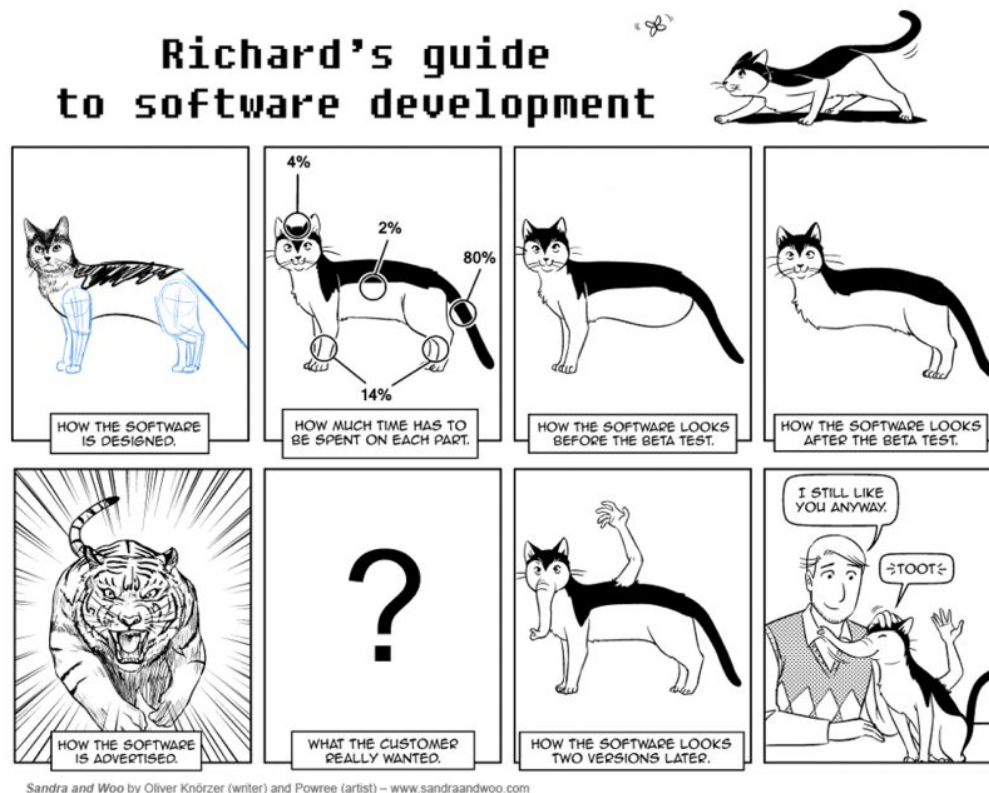 Richard's guide
to software development
4%
2%
80%
14%
HOW THE SOFTWARE
IS DESIGNED.
HOW MUCH TIME HAS TO
BE SPENT ON EACH PART.
HOW THE SOFTWARE LOOKS
BEFORE THE BETA TEST.
HOW THE SOFTWARE LOOKS
AFTER THE BETA TEST.
HOW THE SOFTWARE
IS ADVERTISED.
?
WHAT THE CUSTOMER
REALLY WANTED.
HOW THE SOFTWARE LOOKS
TWO VERSIONS LATER.
I STILL LIKE
YOU ANYWAY.
TOOT
Sandra and Woo by Oliver Knörzer (writer) and Powree (artist) – www.sandraandwoo.com